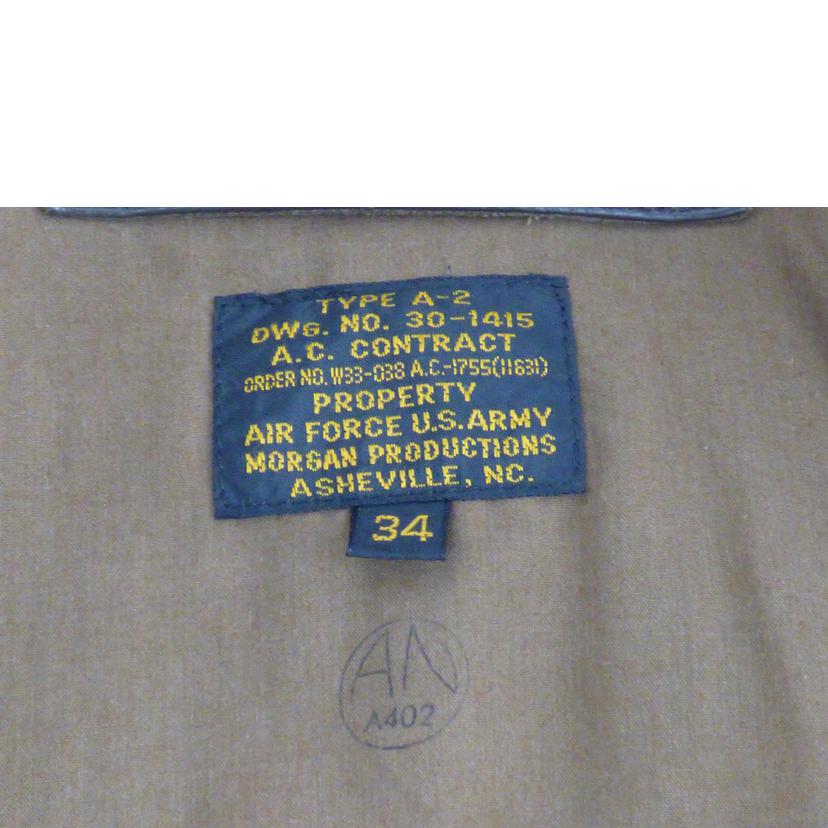 TYPE A-2
DWG. NO. 30-1415
A.C. CONTRACT
ORDER NO. W33-038 A.C.-1755(11631)
PROPERTY
AIR FORCE U.S.ARMY
MORGAN PRODUCTIONS
ASHEVILLE, NC.
34
AN
A402